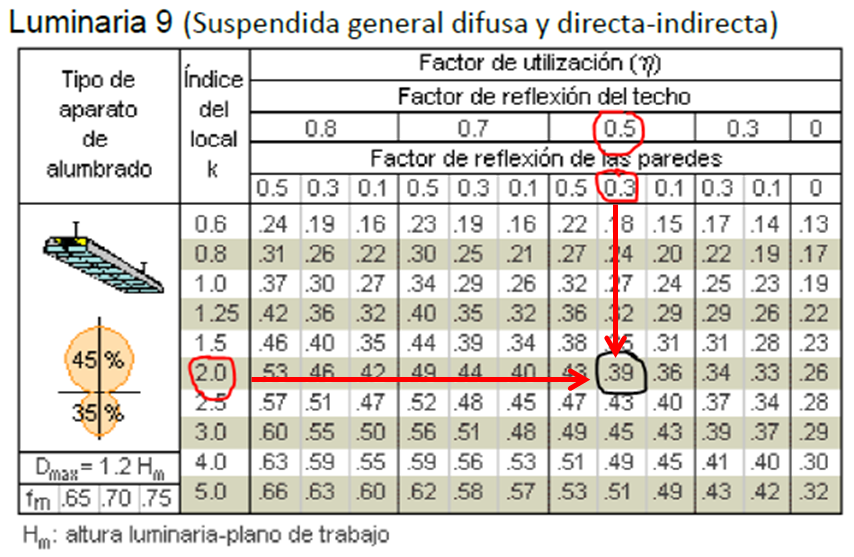 Luminaria 9 (Suspendida general difusa y directa-indirecta)
Tipo de aparato de alumbrado
Índice del local k
Factor de utilización (η)
Factor de reflexión del techo
0.8 0.7 0.5 0.3 0
Factor de reflexión de las paredes
0.5 0.3 0.1 0.5 0.3 0.1 0.5 0.3 0.1 0.3 0.1 0
0.6 .24 .19 .16 .23 .19 .16 .22 .18 .15 .17 .14 .13
0.8 .31 .26 .22 .30 .25 .21 .27 .24 .20 .22 .19 .17
1.0 .37 .30 .27 .34 .29 .26 .32 .27 .24 .25 .23 .19
1.25 .42 .36 .32 .40 .35 .32 .36 .32 .29 .29 .26 .22
1.5 .46 .40 .35 .44 .39 .34 .38 .35 .31 .31 .28 .23
2.0 .53 .46 .42 .49 .44 .40 .43 .39 .36 .34 .33 .26
2.5 .57 .51 .47 .52 .48 .45 .47 .43 .40 .37 .34 .28
3.0 .60 .55 .50 .56 .51 .48 .49 .45 .43 .39 .37 .29
4.0 .63 .59 .55 .59 .56 .53 .51 .49 .45 .41 .40 .30
5.0 .66 .63 .60 .62 .58 .57 .53 .51 .49 .43 .42 .32
45 %
35 %
Dmax = 1.2 Hm
fm .65 .70 .75
Hm: altura luminaria-plano de trabajo